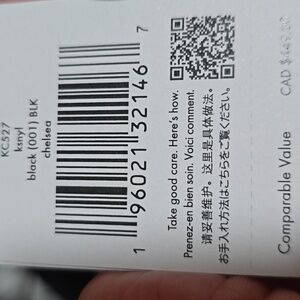 KC527
ksnyl
black (001) BLK
chelsea
1 96021 32146 7
Take good care. Here's how.
Prenez-en bien soin. Voici comment.
请妥善维护。这里是具体做法。
お手入れ方法はこちらをご覧ください。
Comparable Value CAD